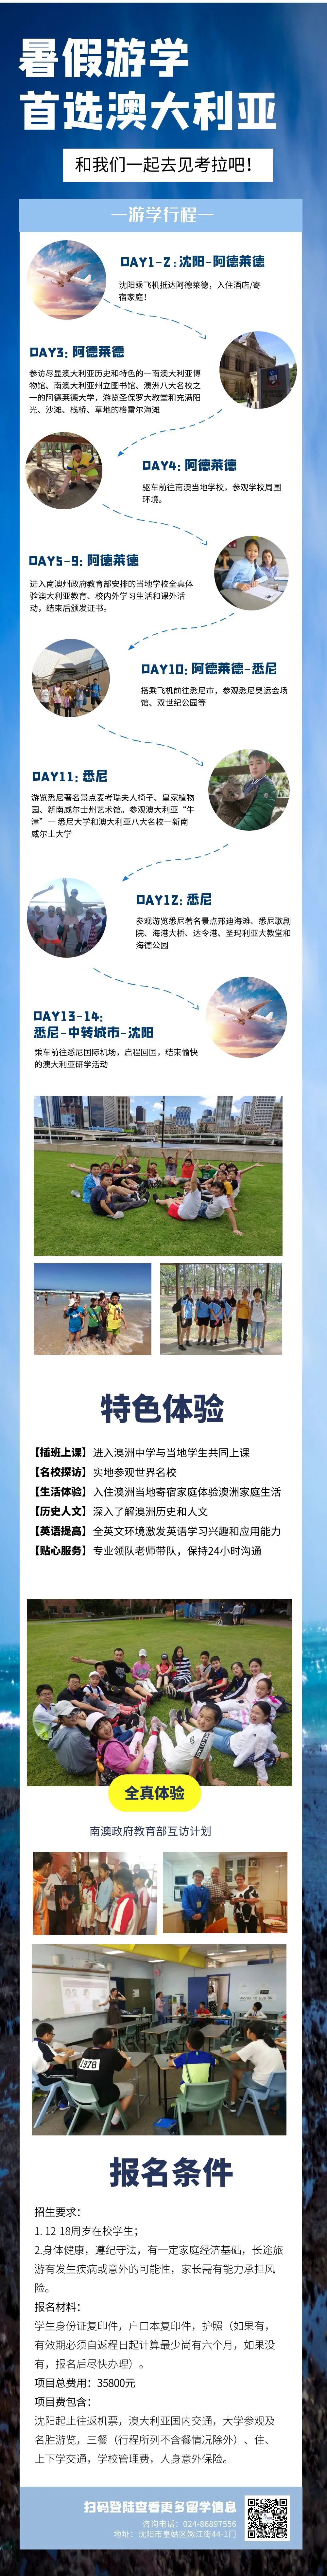 暑假游学
首选澳大利亚
和我们一起去见考拉吧！
—游学行程—
DAY1-2：沈阳-阿德莱德
沈阳乘飞机抵达阿德莱德，入住酒店/寄
宿家庭！
DAY3：阿德莱德
参访尽显澳大利亚历史和特色的—南澳大利亚博
物馆、南澳大利亚州立图书馆、澳洲八大名校之
一的阿德莱德大学，游览圣保罗大教堂和充满阳
光、沙滩、栈桥、草地的格雷尔海滩
DAY4：阿德莱德
驱车前往南澳当地学校，参观学校周围
环境。
DAY5-9：阿德莱德
进入南澳州政府教育部安排的当地学校全真体
验澳大利亚教育、校内外学习生活和课外活
动，结束后颁发证书。
DAY10：阿德莱德-悉尼
搭乘飞机前往悉尼市，参观悉尼奥运会场
馆、双世纪公园等
DAY11：悉尼
游览悉尼著名景点麦考瑞夫人椅子、皇家植物
园、新南威尔士州艺术馆。参观澳大利亚“牛
津”— 悉尼大学和澳大利亚八大名校—新南
威尔士大学
DAY12：悉尼
参观游览悉尼著名景点邦迪海滩、悉尼歌剧
院、海港大桥、达令港、圣玛利亚大教堂和
海德公园
DAY13-14：
悉尼-中转城市-沈阳
乘车前往悉尼国际机场，启程回国，结束愉快
的澳大利亚研学活动
特色体验
【插班上课】进入澳洲中学与当地学生共同上课
【名校探访】实地参观世界名校
【生活体验】入住澳洲当地寄宿家庭体验澳洲家庭生活
【历史人文】深入了解澳洲历史和人文
【英语提高】全英文环境激发英语学习兴趣和应用能力
【贴心服务】专业领队老师带队，保持24小时沟通
全真体验
南澳政府教育部互访计划
1978
报名条件
招生要求：
1. 12-18周岁在校学生；
2.身体健康，遵纪守法，有一定家庭经济基础，长途旅
游有发生疾病或意外的可能性，家长需有能力承担风
险。
报名材料：
学生身份证复印件，户口本复印件，护照（如果有，
有效期必须自返程日起计算最少尚有六个月，如果没
有，报名后尽快办理）。
项目总费用：35800元
项目费包含：
沈阳起止往返机票，澳大利亚国内交通，大学参观及
名胜游览，三餐（行程所列不含餐情况除外）、住、
上下学交通，学校管理费，人身意外保险。
扫码登陆查看更多留学信息
咨询电话：024-86897556
地址：沈阳市皇姑区嫩江街44-1门